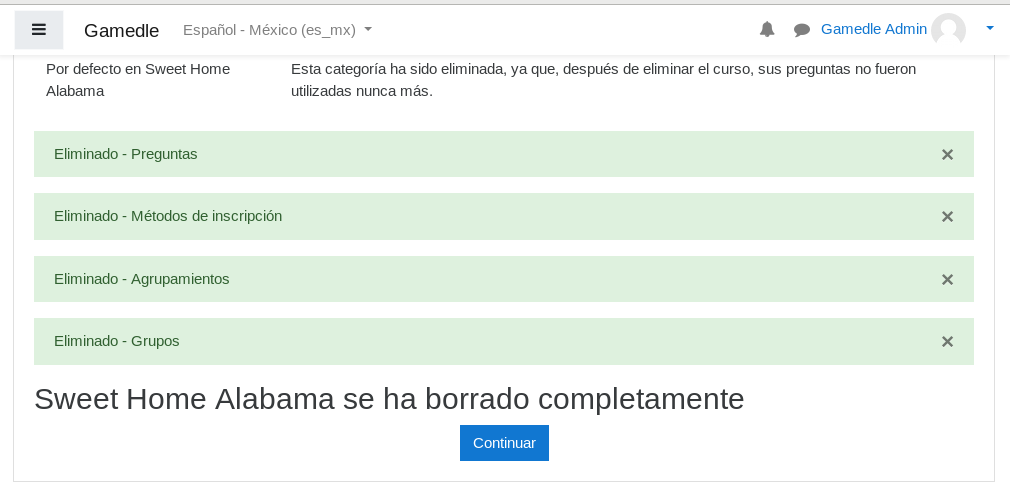 Gamedle Español - México (es_mx) Gamedle Admin
Por defecto en Sweet Home Esta categoría ha sido eliminada, ya que, después de eliminar el curso, sus preguntas no fueron
Alabama utilizadas nunca más.
Eliminado - Preguntas ×
Eliminado - Métodos de inscripción ×
Eliminado - Agrupamientos ×
Eliminado - Grupos ×
Sweet Home Alabama se ha borrado completamente
Continuar